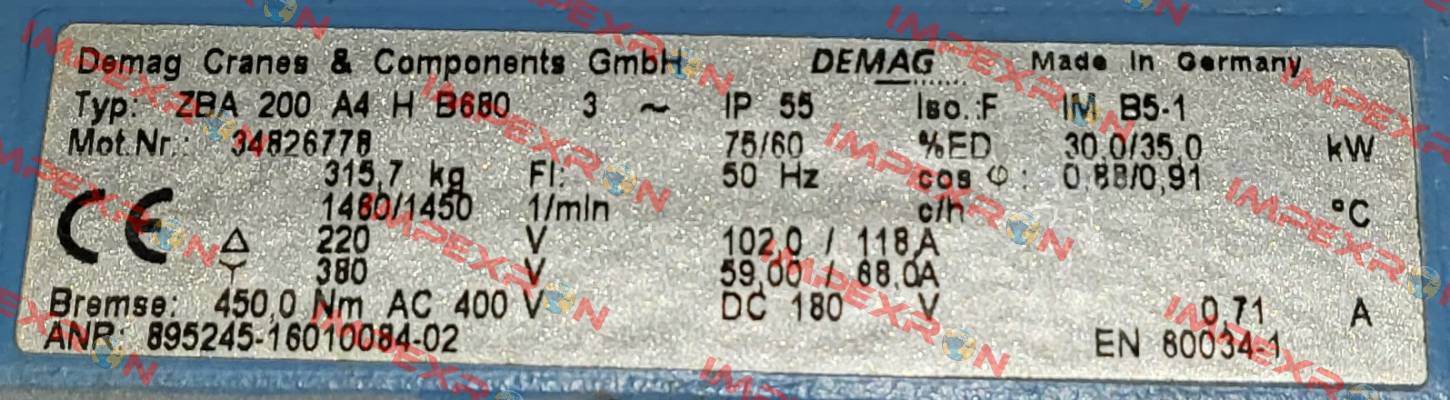 Demag Cranes & Components GmbH DEMAG Made in Germany
Typ: ZBA 200 A4 H B680 3 ~ IP 55 Iso.:F IM B5-1
Mot.Nr.: 34826778 75/60 %ED 30,0/35,0 kW
315,7 kg FI: 50 Hz cos φ: 0,88/0,91
CE 1460/1450 1/min c/h °C
△ 220 V 102,0 / 118,A
Y 380 V 59,00 / 68,0A
Bremse: 450,0 Nm AC 400 V DC 180 V 0,71 A
ANR: 895245-16010084-02 EN 60034-1
IMPEXRON